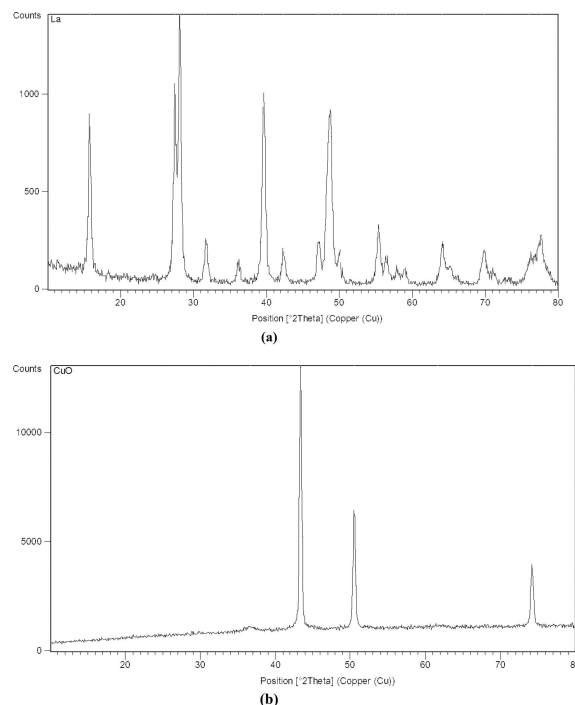 Counts
La
1000
500
0
20 30 40 50 60 70 80
Position [°2Theta] (Copper (Cu))
(a)
Counts
CuO
10000
5000
0
20 30 40 50 60 70 80
Position [°2Theta] (Copper (Cu))
(b)